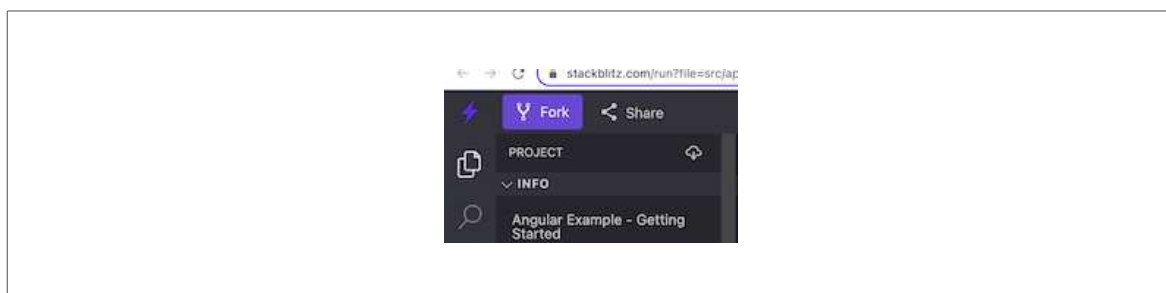 stackblitz.com/run?file=src/ap
Fork Share
PROJECT
INFO
Angular Example - Getting
Started